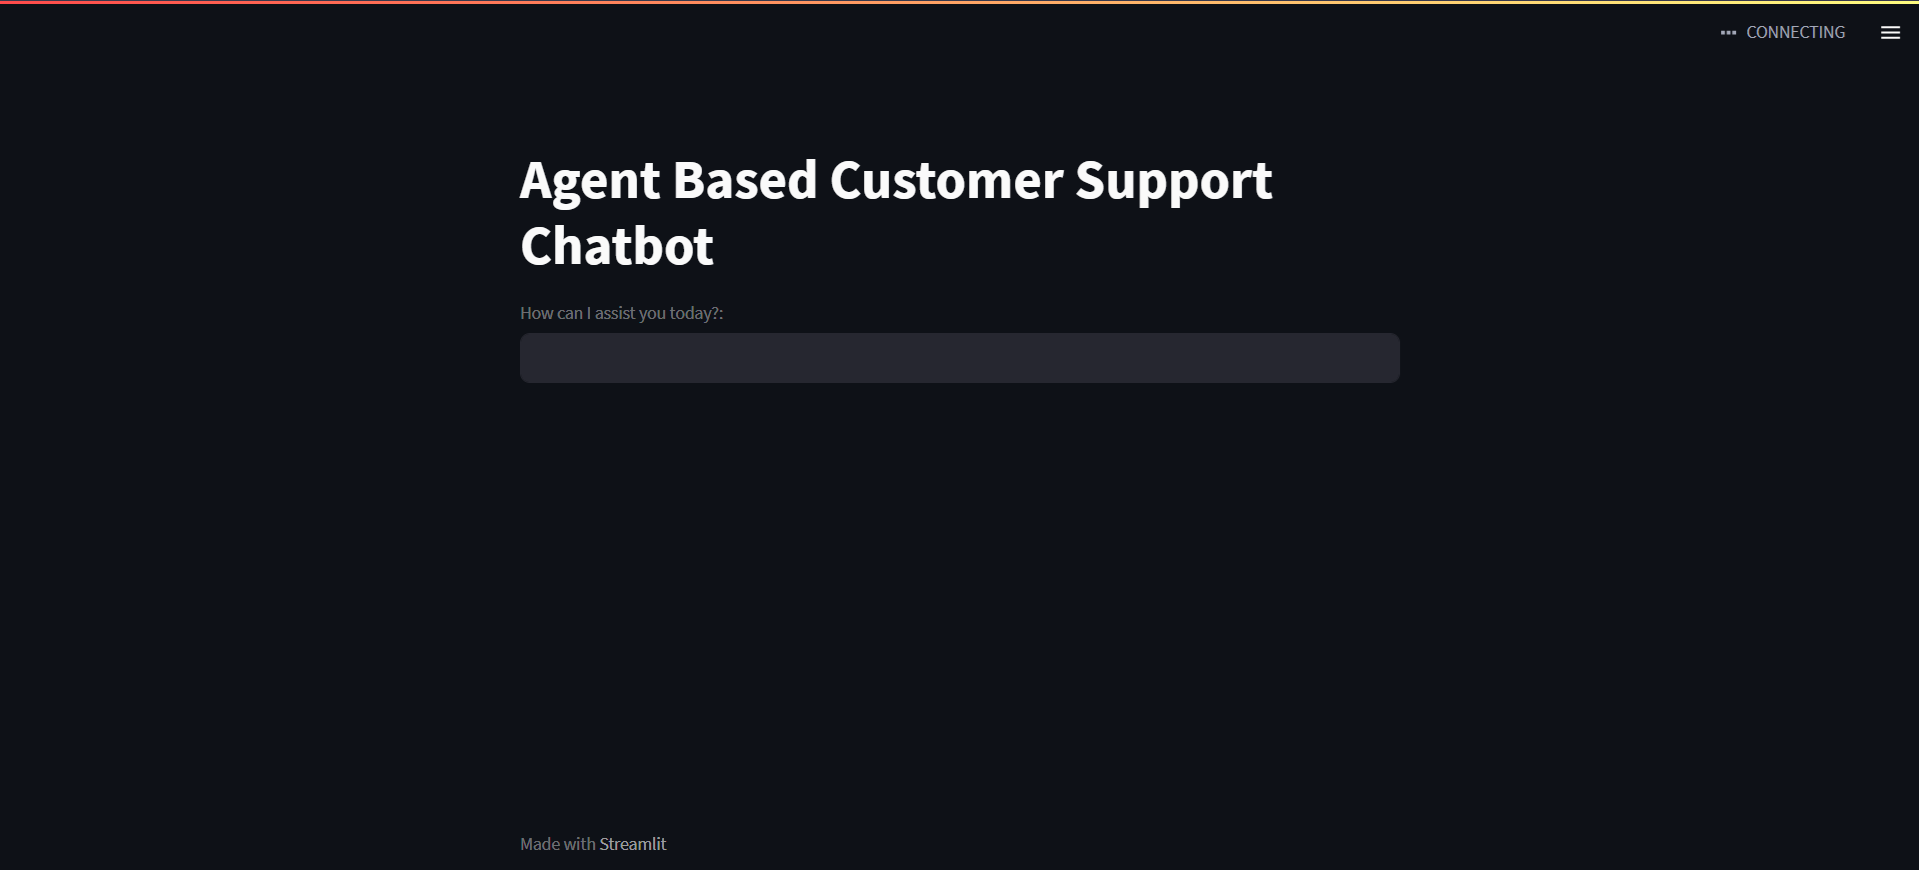 CONNECTING
Agent Based Customer Support
Chatbot
How can I assist you today?:
Made with Streamlit